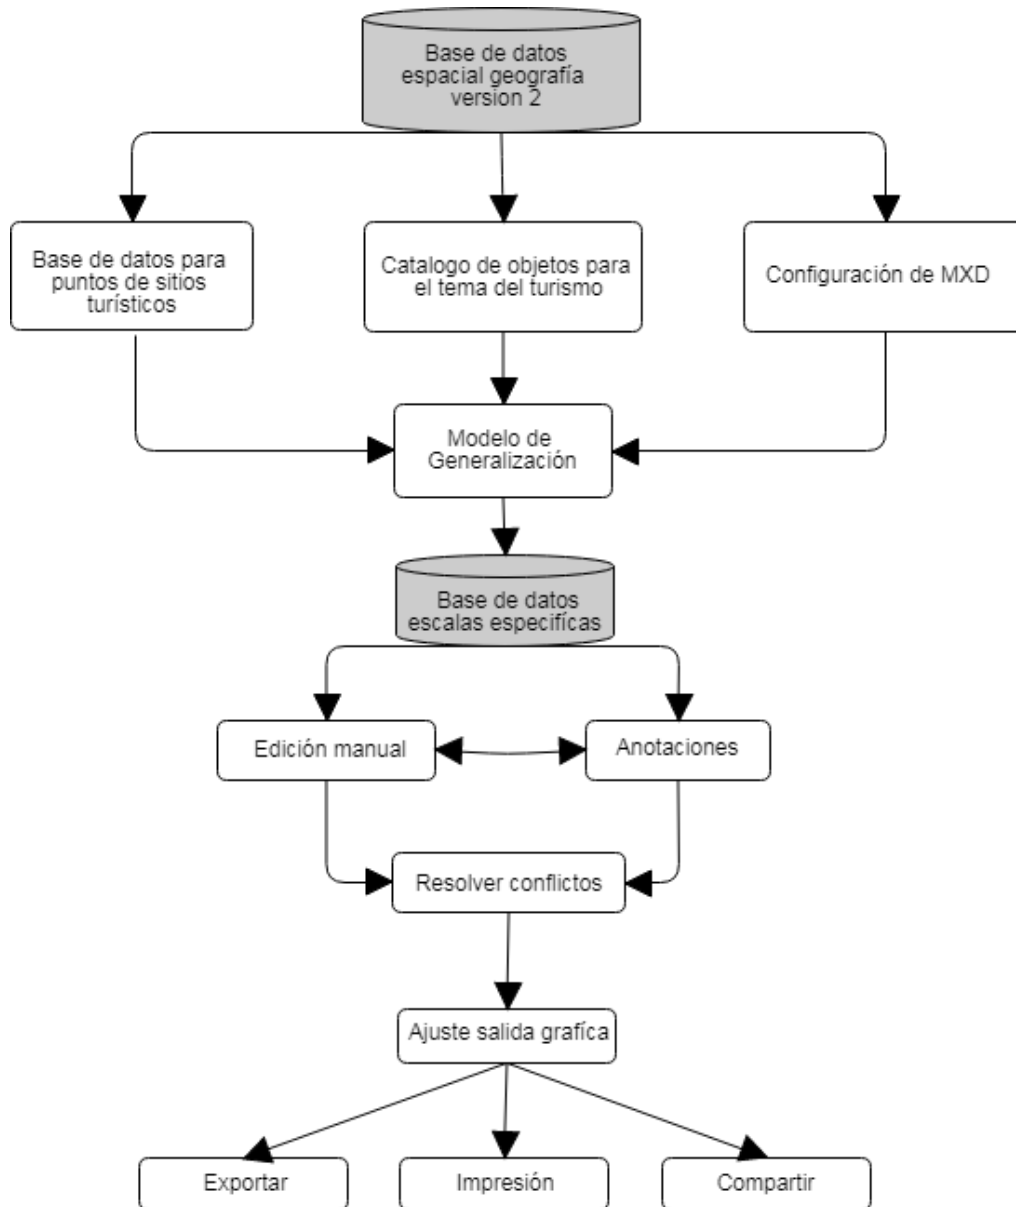 Base de datos
espacial geografía
version 2
Base de datos para
puntos de sitios
turísticos
Catalogo de objetos para
el tema del turismo
Configuración de MXD
Modelo de
Generalización
Base de datos
escalas especifícas
Edición manual
Anotaciones
Resolver conflictos
Ajuste salida grafíca
Exportar
Impresión
Compartir